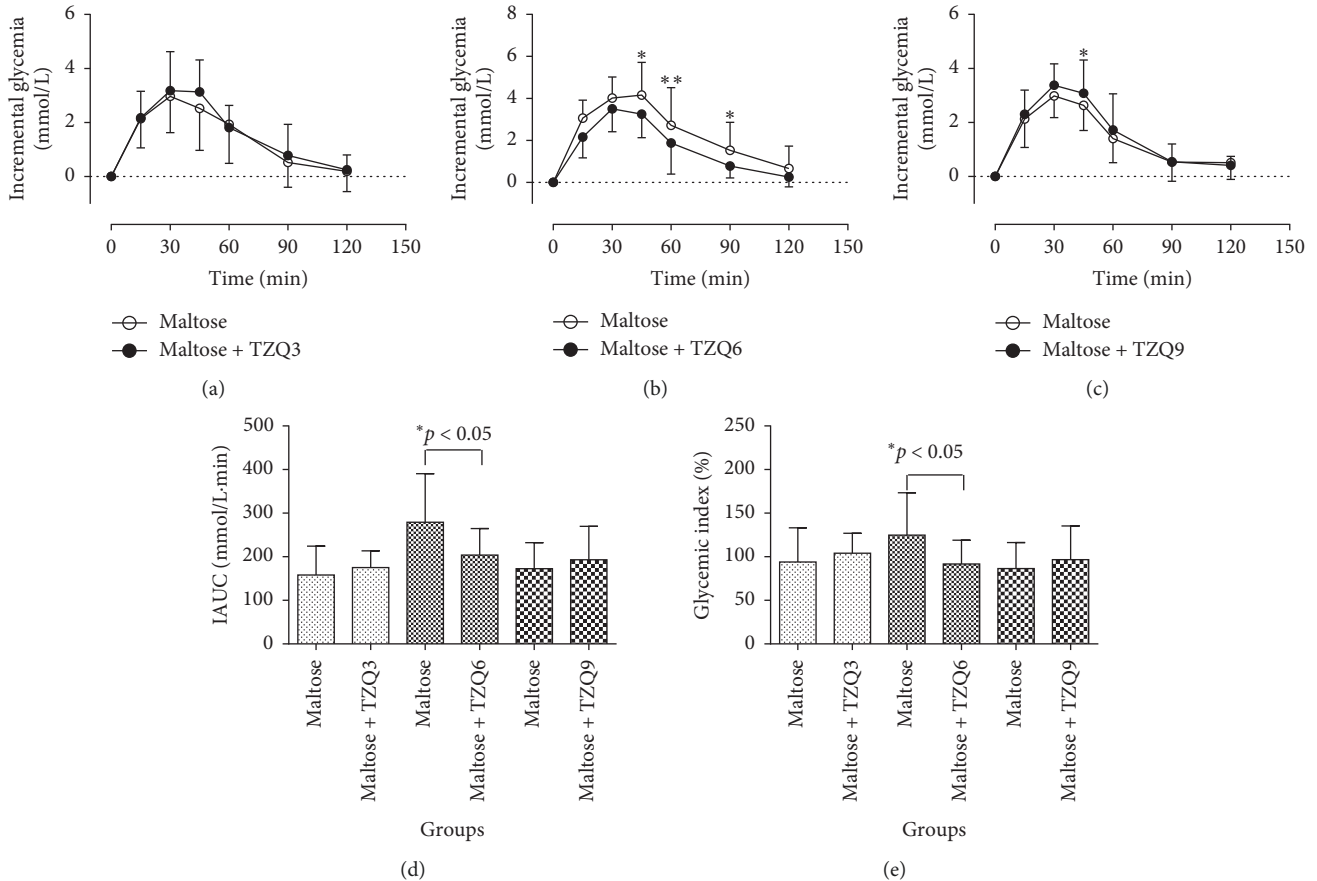 Incremental glycemia
(mmol/L)
6
4
2
0
0 30 60 90 120 150
Time (min)
Maltose
Maltose + TZQ3
(a)
Incremental glycemia
(mmol/L)
8
6
4
2
0
*
**
*
0 30 60 90 120 150
Time (min)
Maltose
Maltose + TZQ6
(b)
Incremental glycemia
(mmol/L)
6
4
2
0
*
0 30 60 90 120 150
Time (min)
Maltose
Maltose + TZQ9
(c)
IAUC (mmol/L·min)
500
400
300
200
100
0
*p < 0.05
Maltose
Maltose + TZQ3
Maltose
Maltose + TZQ6
Maltose
Maltose + TZQ9
Groups
(d)
Glycemic index (%)
250
200
150
100
50
0
*p < 0.05
Maltose
Maltose + TZQ3
Maltose
Maltose + TZQ6
Maltose
Maltose + TZQ9
Groups
(e)